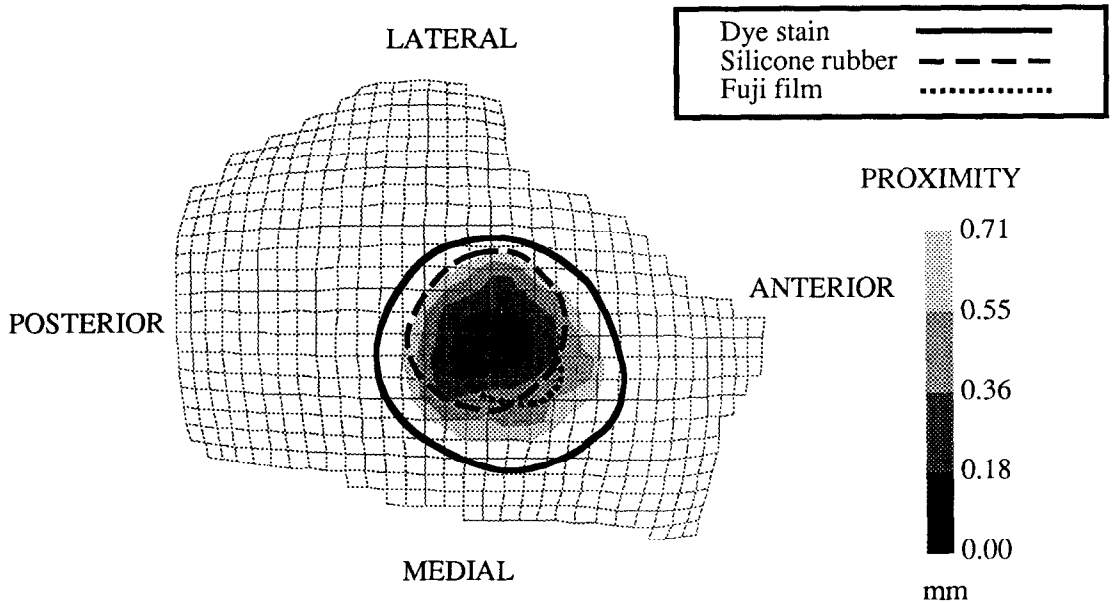 LATERAL
Dye stain
Silicone rubber
Fuji film
PROXIMITY
0.71
ANTERIOR
0.55
POSTERIOR
0.36
0.18
0.00
MEDIAL
mm